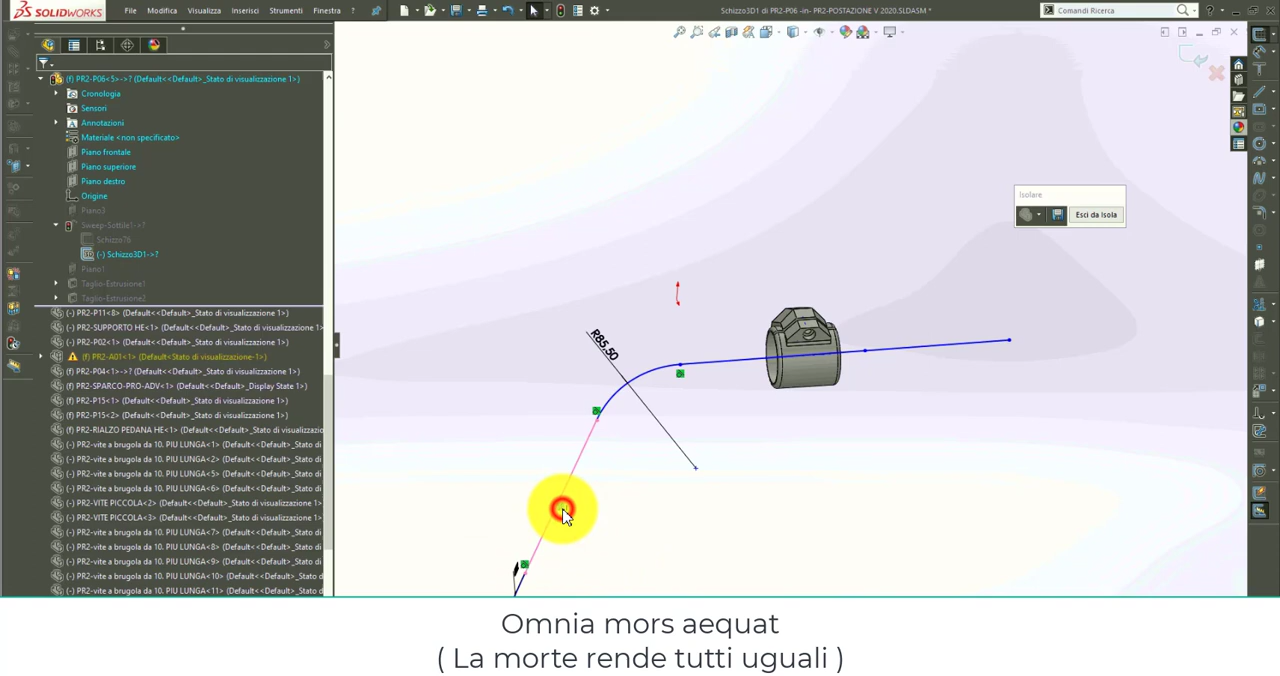 SOLIDWORKS
File Modifica Visualizza Inserisci Strumenti Finestra ?
Schizzo3D1 di PR2-P06 -in- PR2-POSTAZIONE V 2020.SLDASM *
Comandi Ricerca
(f) PR2-P06<5>->? (Default<<Default>_Stato di visualizzazione 1>)
Cronologia
Sensori
Annotazioni
Materiale <non specificato>
Piano frontale
Piano superiore
Piano destro
Origine
Piano3
Sweep-Sottile1->?
Schizzo76
(-) Schizzo3D1->?
Piano1
Taglio-Estrusione1
Taglio-Estrusione2
(-) PR2-P11<8> (Default<<Default>_Stato di visualizzazione 1>)
(-) PR2-SUPPORTO HE<1> (Default<<Default>_Stato di visualizzazione 1>
(-) PR2-P02<1> (Default<<Default>_Stato di visualizzazione 1>)
(f) PR2-A01<1> (Default<Stato di visualizzazione-1>)
(f) PR2-P04<1>->? (Default<<Default>_Stato di visualizzazione 1>)
(f) PR2-SPARCO-PRO-ADV<1> (Default<<Default>_Display State 1>)
(f) PR2-P15<1> (Default<<Default>_Stato di visualizzazione 1>)
(f) PR2-P15<2> (Default<<Default>_Stato di visualizzazione 1>)
(f) PR2-RIALZO PEDANA HE<1> (Default<<Default>_Stato di visualizzazio
(-) PR2-vite a brugola da 10. PIU LUNGA<1> (Default<<Default>_Stato di
(-) PR2-vite a brugola da 10. PIU LUNGA<2> (Default<<Default>_Stato di
(-) PR2-vite a brugola da 10. PIU LUNGA<5> (Default<<Default>_Stato di
(-) PR2-vite a brugola da 10. PIU LUNGA<6> (Default<<Default>_Stato di
(-) PR2-VITE PICCOLA<2> (Default<<Default>_Stato di visualizzazione 1>
(-) PR2-VITE PICCOLA<3> (Default<<Default>_Stato di visualizzazione 1>
(-) PR2-vite a brugola da 10. PIU LUNGA<7> (Default<<Default>_Stato di
(-) PR2-vite a brugola da 10. PIU LUNGA<8> (Default<<Default>_Stato di
(-) PR2-vite a brugola da 10. PIU LUNGA<9> (Default<<Default>_Stato di
(-) PR2-vite a brugola da 10. PIU LUNGA<10> (Default<<Default>_Stato d
(-) PR2-vite a brugola da 10. PIU LUNGA<11> (Default<<Default>_Stato d
Isolare
Esci da Isola
R85,50
Omnia mors aequat
( La morte rende tutti uguali )